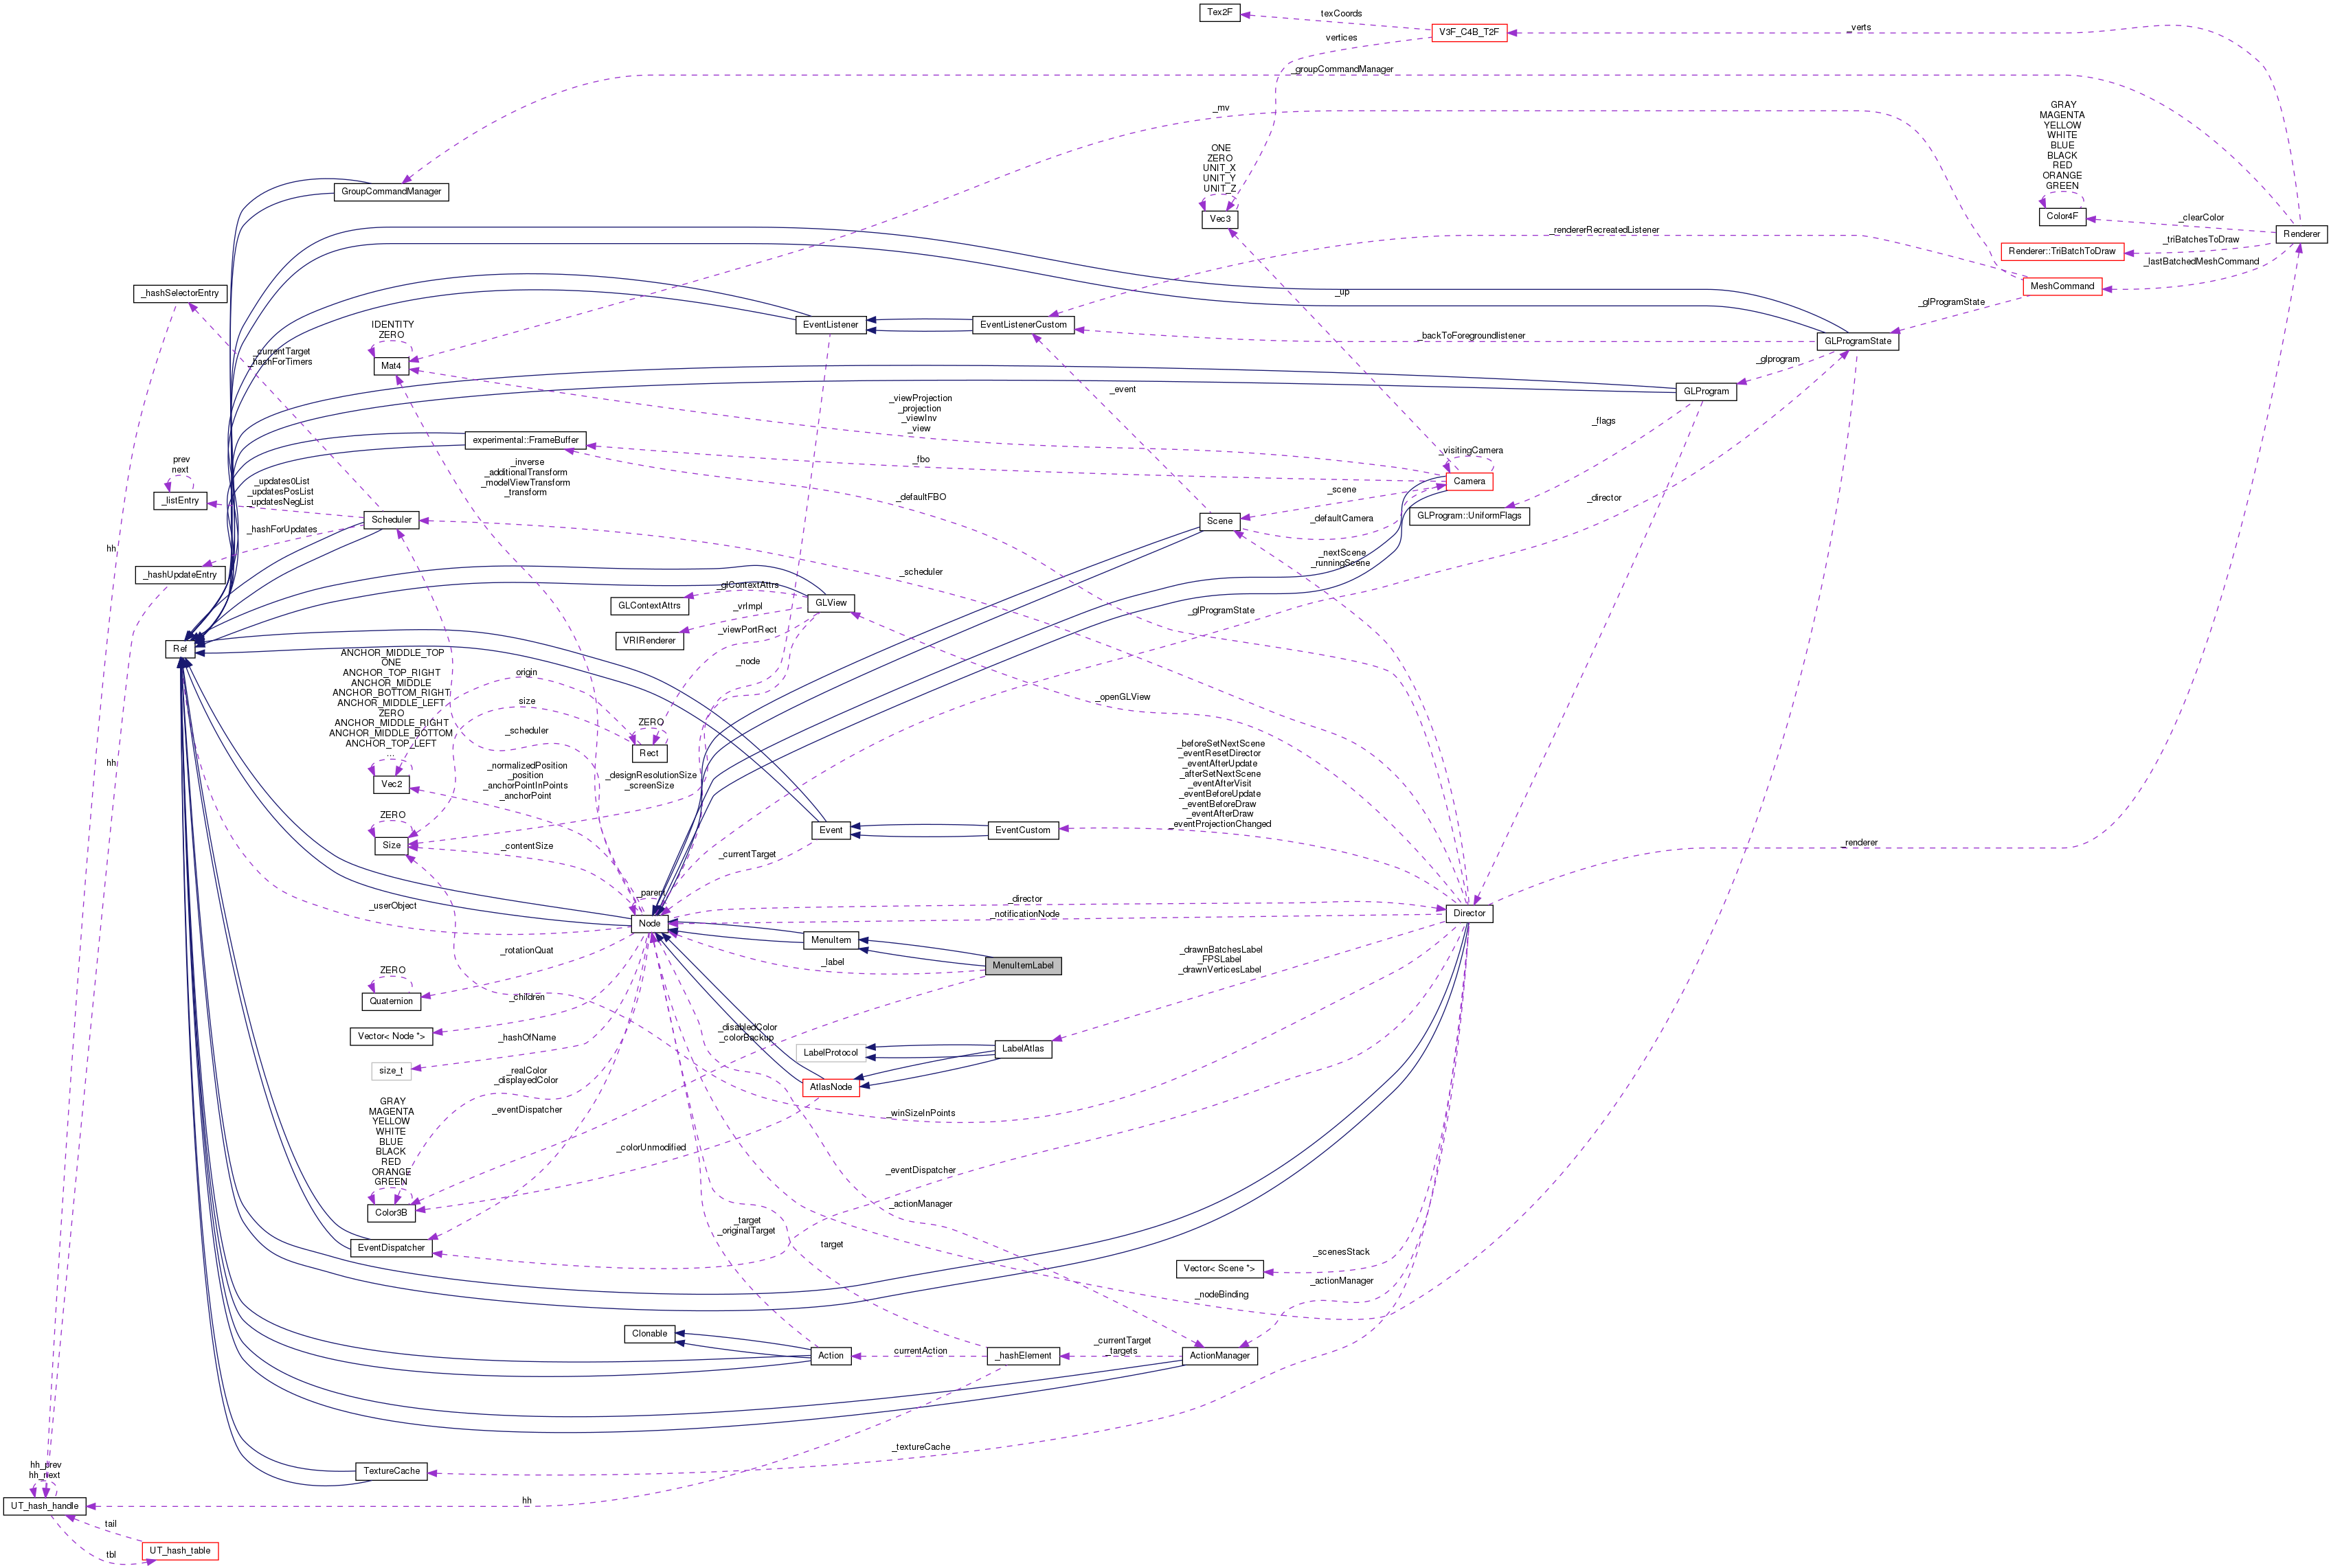 Tex2F
texCoords
V3F_C4B_T2F
_verts
vertices
_groupCommandManager
_mv
GRAY
MAGENTA
YELLOW
WHITE
BLUE
BLACK
RED
ORANGE
GREEN
Color4F
ONE
ZERO
UNIT_X
UNIT_Y
UNIT_Z
Vec3
GroupCommandManager
_clearColor
Renderer
_rendererRecreatedListener
_triBatchesToDraw
Renderer::TriBatchToDraw
_lastBatchedMeshCommand
MeshCommand
_hashSelectorEntry
_up
_glProgramState
IDENTITY
ZERO
Mat4
EventListener
EventListenerCustom
_backToForegroundlistener
GLProgramState
_currentTarget
_hashForTimers
_glprogram
GLProgram
_event
_viewProjection
_projection
_viewInv
_view
_flags
experimental::FrameBuffer
_fbo
_visitingCamera
Camera
prev
next
_listEntry
_inverse
_additionalTransform
_modelViewTransform
_transform
_updates0List
_updatesPosList
_updatesNegList
_defaultFBO
_scene
_director
Scheduler
Scene
_defaultCamera
GLProgram::UniformFlags
_hashForUpdates
hh
_nextScene
_runningScene
_hashUpdateEntry
_scheduler
_glContextAttrs
GLContextAttrs
GLView
_vrImpl
VRIRenderer
_viewPortRect
_glProgramState
Ref
ANCHOR_MIDDLE_TOP
ONE
ANCHOR_TOP_RIGHT
ANCHOR_MIDDLE
ANCHOR_BOTTOM_RIGHT
ANCHOR_MIDDLE_LEFT
ZERO
ANCHOR_MIDDLE_RIGHT
ANCHOR_MIDDLE_BOTTOM
ANCHOR_TOP_LEFT
...
Vec2
origin
size
_node
_openGLView
_scheduler
ZERO
Rect
hh
_normalizedPosition
_position
_anchorPointInPoints
_anchorPoint
_designResolutionSize
_screenSize
_beforeSetNextScene
_eventResetDirector
_eventAfterUpdate
_afterSetNextScene
_eventAfterVisit
_eventBeforeUpdate
_eventBeforeDraw
_eventAfterDraw
_eventProjectionChanged
ZERO
Size
_contentSize
Event
EventCustom
_currentTarget
_renderer
_userObject
_parent
Node
_director
_notificationNode
Director
MenuItem
_label
MenuItemLabel
_rotationQuat
ZERO
Quaternion
_drawnBatchesLabel
_FPSLabel
_drawnVerticesLabel
_children
Vector< Node *>
_hashOfName
size_t
_disabledColor
_colorBackup
LabelProtocol
LabelAtlas
AtlasNode
_realColor
_displayedColor
_eventDispatcher
_winSizeInPoints
GRAY
MAGENTA
YELLOW
WHITE
BLUE
BLACK
RED
ORANGE
GREEN
Color3B
_colorUnmodified
_eventDispatcher
_actionManager
EventDispatcher
_target
_originalTarget
target
_scenesStack
Vector< Scene *>
_actionManager
_nodeBinding
Clonable
Action
currentAction
_hashElement
_currentTarget
_targets
ActionManager
_textureCache
TextureCache
hh_prev
hh_next
UT_hash_handle
hh
tail
tbl
UT_hash_table